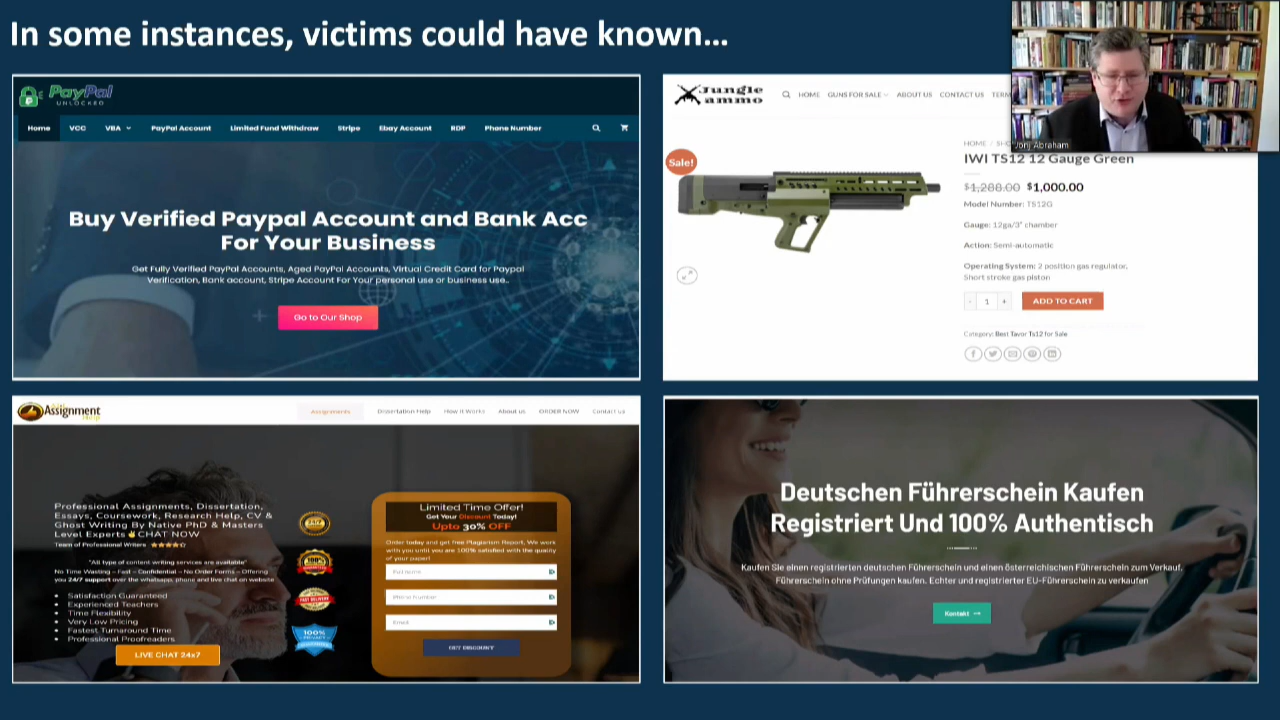 In some instances, victims could have known...
PayPal
UNLOCKED
Home VCC VBA PayPal Account Limited Fund Withdraw Stripe Ebay Account RDP Phone Number
Buy Verified Paypal Account and Bank Acc
For Your Business
Get Fully Verified PayPal Accounts, Aged PayPal Accounts, Virtual Credit Card for Paypal
Verification, Bank account, Stripe Account For Your personal use or business use..
Go to Our Shop
Jungle
ammo
HOME GUNS FOR SALE ABOUT US CONTACT US TERM
Jorij Abraham
Sale!
HOME / SHO
IWI TS12 12 Gauge Green
$1,288.00 $1,000.00
Model Number: TS12G
Gauge: 12ga/3" chamber
Action: Semi-automatic
Operating System: 2 position gas regulator,
Short stroke gas piston
- 1 + ADD TO CART
Category: Best Tavor Ts12 for Sale
Assignment
Assignments Dissertation Help How it Works About us ORDER NOW Contact us
Professional Assignments, Dissertation,
Essays, Coursework, Research Help, CV &
Ghost Writing By Native PhD & Masters
Level Experts CHAT NOW
Team of Professional Writers
"All type of content writing services are available"
No Time Wasting – Fast – Confidential – No Order Forms – Offering
you 24/7 support over the whatsapp, phone and live chat on website
• Satisfaction Guaranteed
• Experienced Teachers
• Time Flexibility
• Very Low Pricing
• Fastest Turnaround Time
• Professional Proofreaders
LIVE CHAT 24x7
100%
FAST DELIVERY
100%
Limited Time Offer!
Get Your Discount Today!
Upto 30% OFF
Order today and get free Plagiarism Report. We work
with you until you are 100% satisfied with the quality
of your paper!
Full name
Phone Number
Email
GET DISCOUNT
Deutschen Führerschein Kaufen
Registriert Und 100% Authentisch
Kaufen Sie einen registrierten deutschen Führerschein und einen österreichischen Führerschein zum Verkauf.
Führerschein ohne Prüfungen kaufen. Echter und registrierter EU-Führerschein zu verkaufen
Kontakt